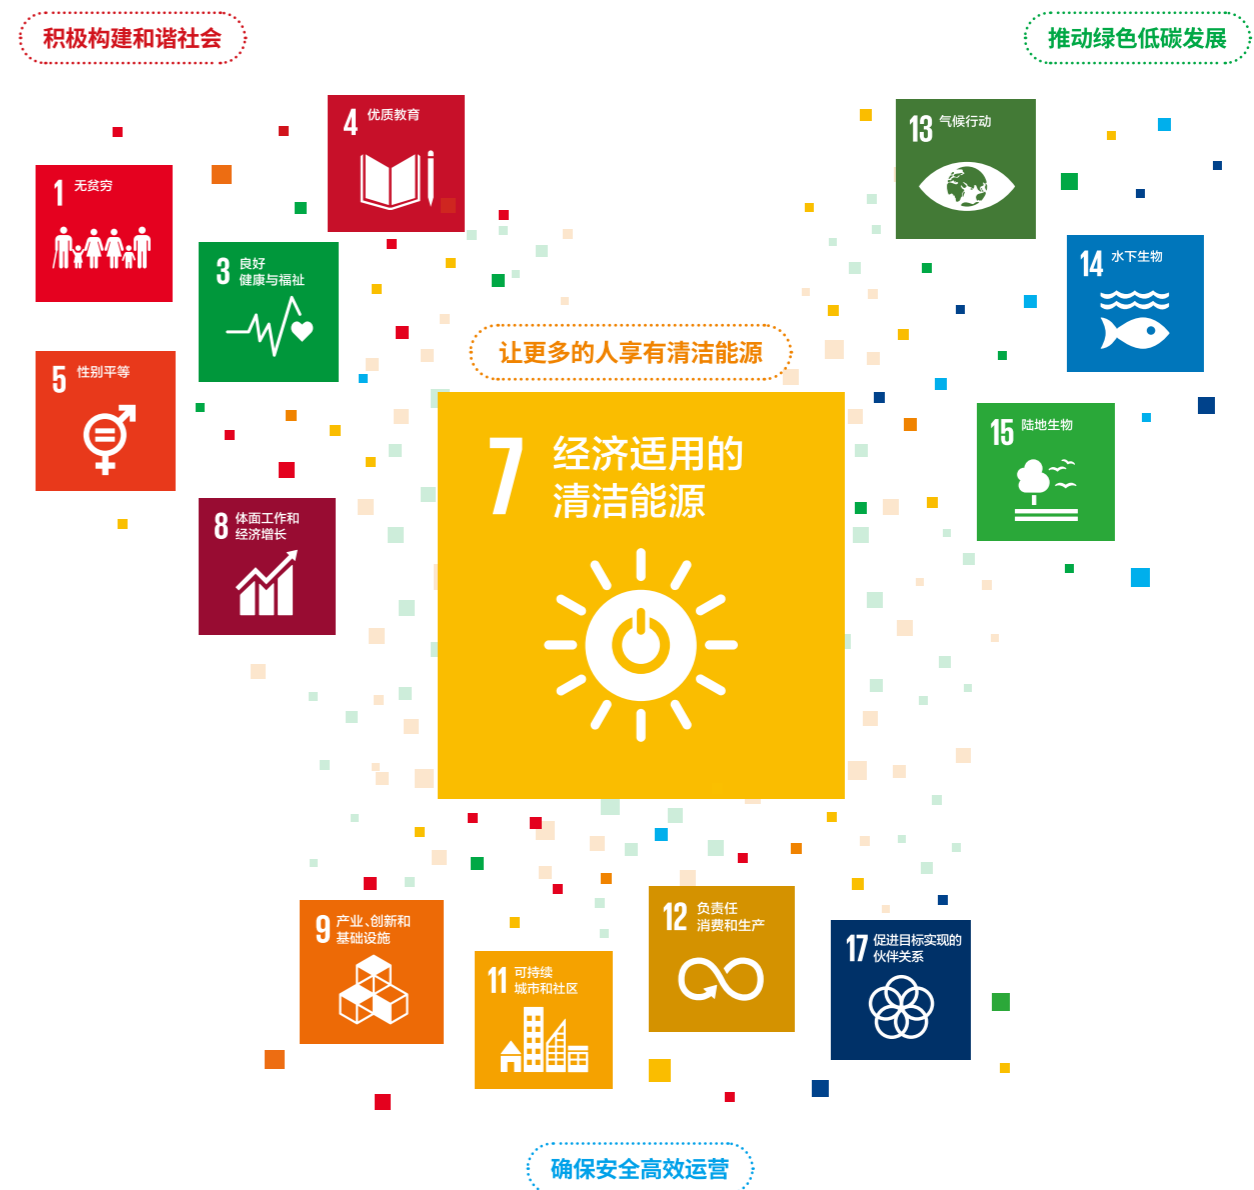 积极构建和谐社会
推动绿色低碳发展
4 优质教育
13 气候行动
1 无贫穷
3 良好
健康与福祉
14 水下生物
让更多的人享有清洁能源
5 性别平等
7 经济适用的
清洁能源
15 陆地生物
8 体面工作和
经济增长
9 产业、创新和
基础设施
12 负责任
消费和生产
17 促进目标实现的
伙伴关系
11 可持续
城市和社区
确保安全高效运营